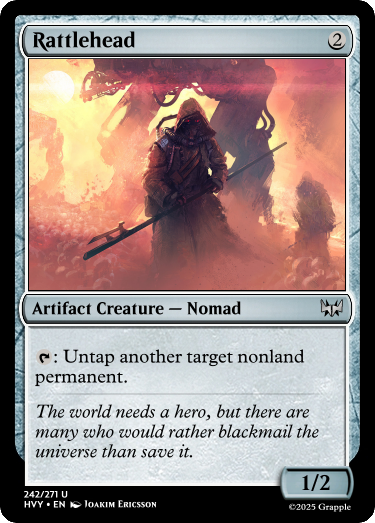 Rattlehead 2
Artifact Creature — Nomad
: Untap another target nonland
permanent.
The world needs a hero, but there are
many who would rather blackmail the
universe than save it.
1/2
242/271 U
HVY • EN Joakim Ericsson
©2025 Grapple